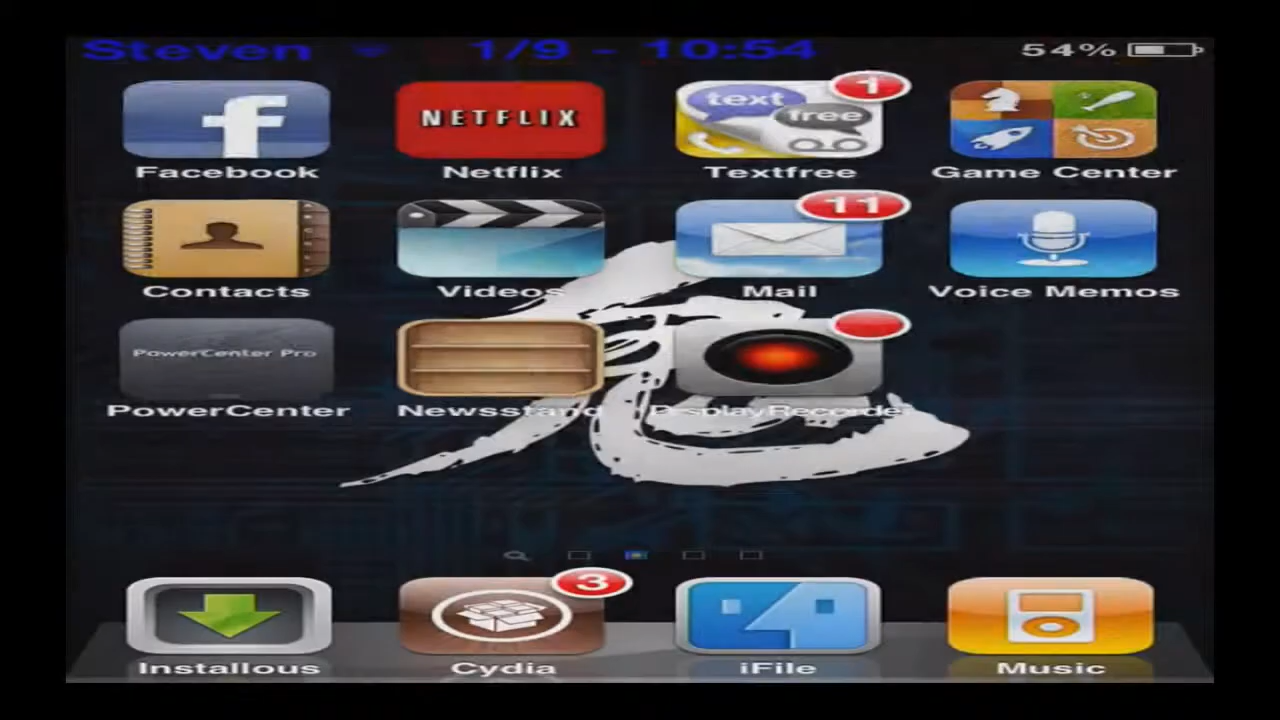 Steven 1/9 - 10:54 54%
1
NETFLIX
text
free
Facebook Netflix Textfree Game Center
11
Contacts Videos Mail Voice Memos
PowerCenter Pro
PowerCenter Newsstand DisplayRecorder
3
Installous Cydia iFile Music